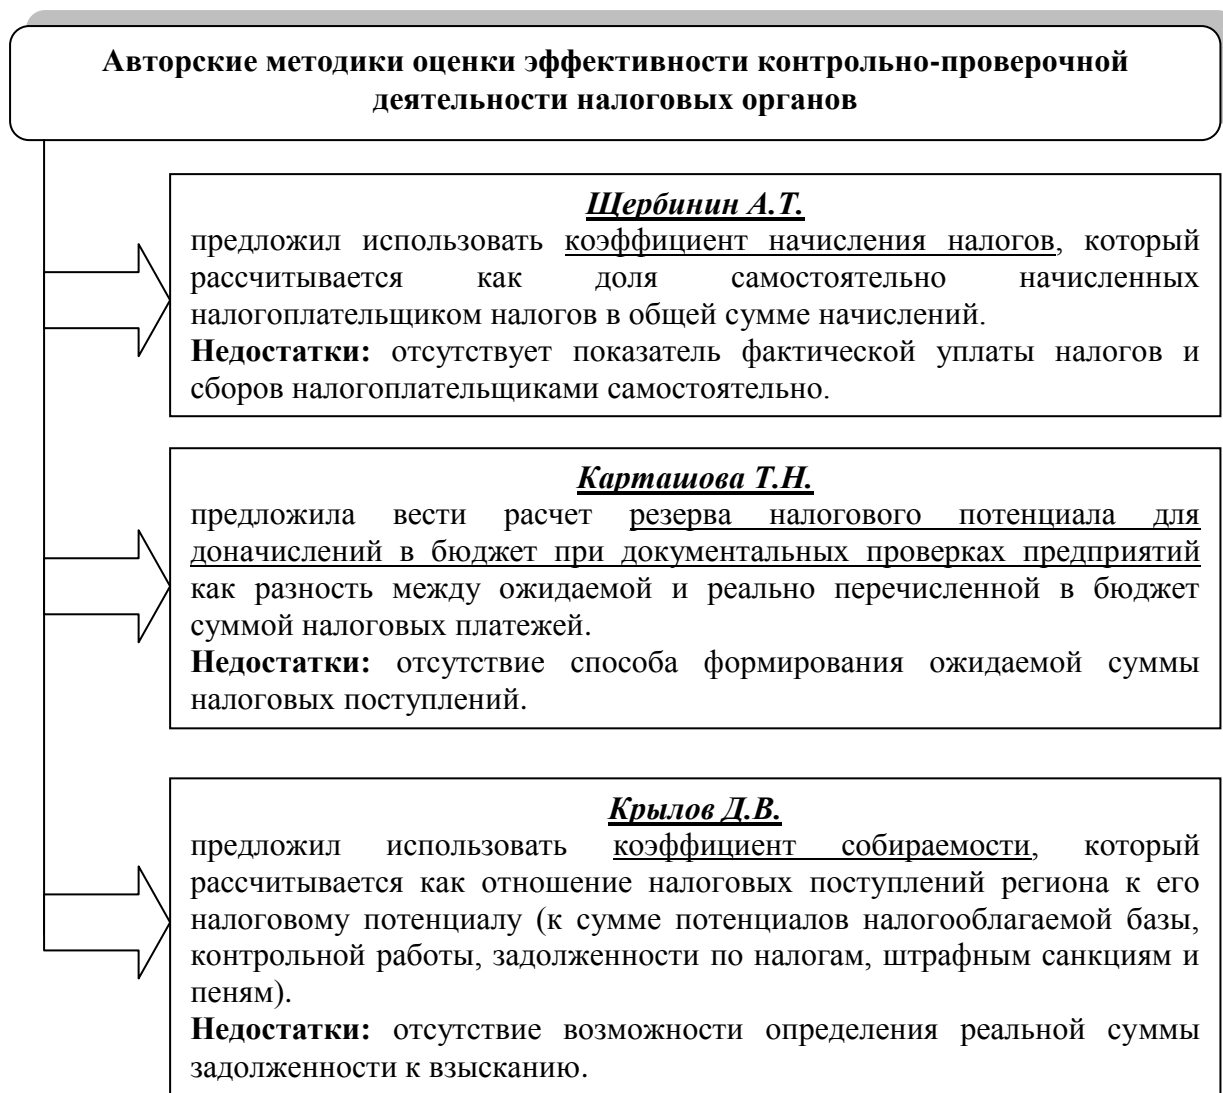 Авторские методики оценки эффективности контрольно-проверочной
деятельности налоговых органов
Щербинин А.Т.
предложил использовать коэффициент начисления налогов, который
рассчитывается как доля самостоятельно начисленных
налогоплательщиком налогов в общей сумме начислений.
Недостатки: отсутствует показатель фактической уплаты налогов и
сборов налогоплательщиками самостоятельно.
Карташова Т.Н.
предложила вести расчет резерва налогового потенциала для
доначислений в бюджет при документальных проверках предприятий
как разность между ожидаемой и реально перечисленной в бюджет
суммой налоговых платежей.
Недостатки: отсутствие способа формирования ожидаемой суммы
налоговых поступлений.
Крылов Д.В.
предложил использовать коэффициент собираемости, который
рассчитывается как отношение налоговых поступлений региона к его
налоговому потенциалу (к сумме потенциалов налогооблагаемой базы,
контрольной работы, задолженности по налогам, штрафным санкциям и
пеням).
Недостатки: отсутствие возможности определения реальной суммы
задолженности к взысканию.